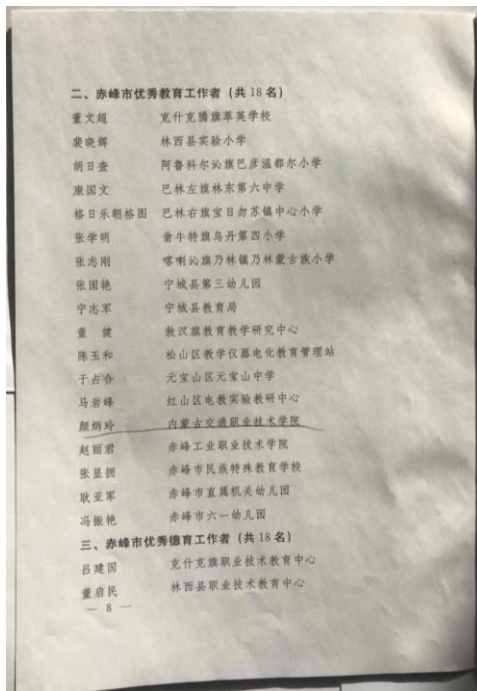 二、赤峰市优秀教育工作者(共18名)
董文超 克什克腾旗萃英学校
裴晓辉 林西县实验小学
胡日查 阿鲁科尔沁旗巴彦温都尔小学
康国文 巴林左旗林东第六中学
格日乐朝格图 巴林右旗宝日勿苏镇中心小学
张学明 翁牛特旗乌丹第四小学
张志刚 喀喇沁旗乃林镇乃林蒙古族小学
张国艳 宁城县第三幼儿园
宁志军 宁城县教育局
董 健 敖汉旗教育教学研究中心
陈玉和 松山区教学仪器电化教育管理站
于占合 元宝山区元宝山中学
马岩峰 红山区电教实验教研中心
颜炳玲 内蒙古交通职业技术学院
赵丽君 赤峰工业职业技术学院
张显拥 赤峰市民族特殊教育学校
耿亚军 赤峰市直属机关幼儿园
冯振艳 赤峰市六一幼儿园
三、赤峰市优秀德育工作者(共18名)
吕建国 克什克旗职业技术教育中心
董启民 林西县职业技术教育中心
— 8 —